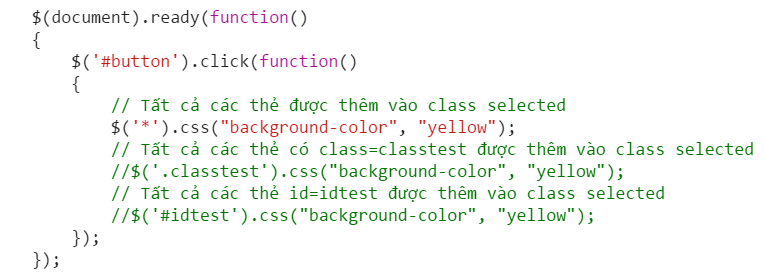 $(document).ready(function()
{
$('#button').click(function()
{
// Tất cả các thẻ được thêm vào class selected
$('*').css("background-color", "yellow");
// Tất cả các thẻ có class=classtest được thêm vào class selected
//$('.classtest').css("background-color", "yellow");
// Tất cả các thẻ id=idtest được thêm vào class selected
//$('#idtest').css("background-color", "yellow");
});
});